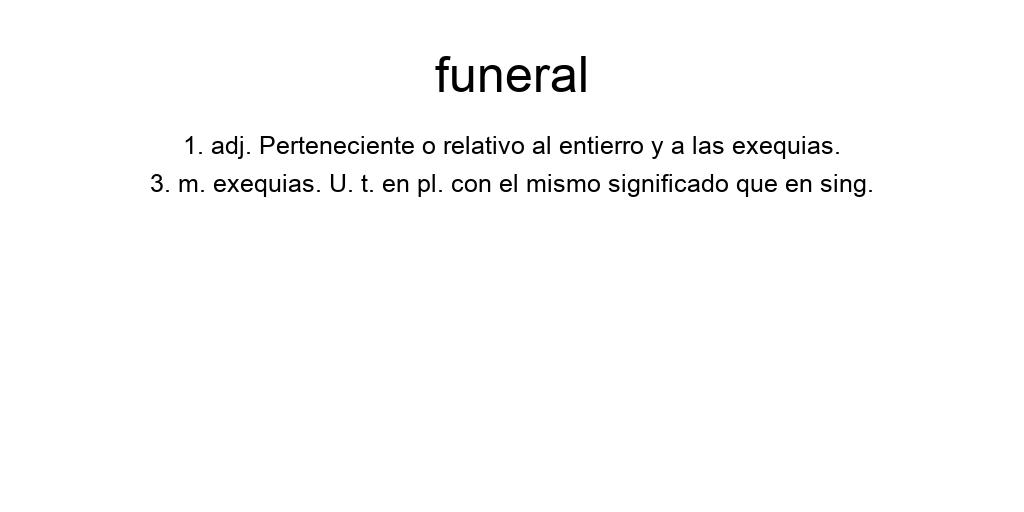 funeral
1. adj. Perteneciente o relativo al entierro y a las exequias.
3. m. exequias. U. t. en pl. con el mismo significado que en sing.